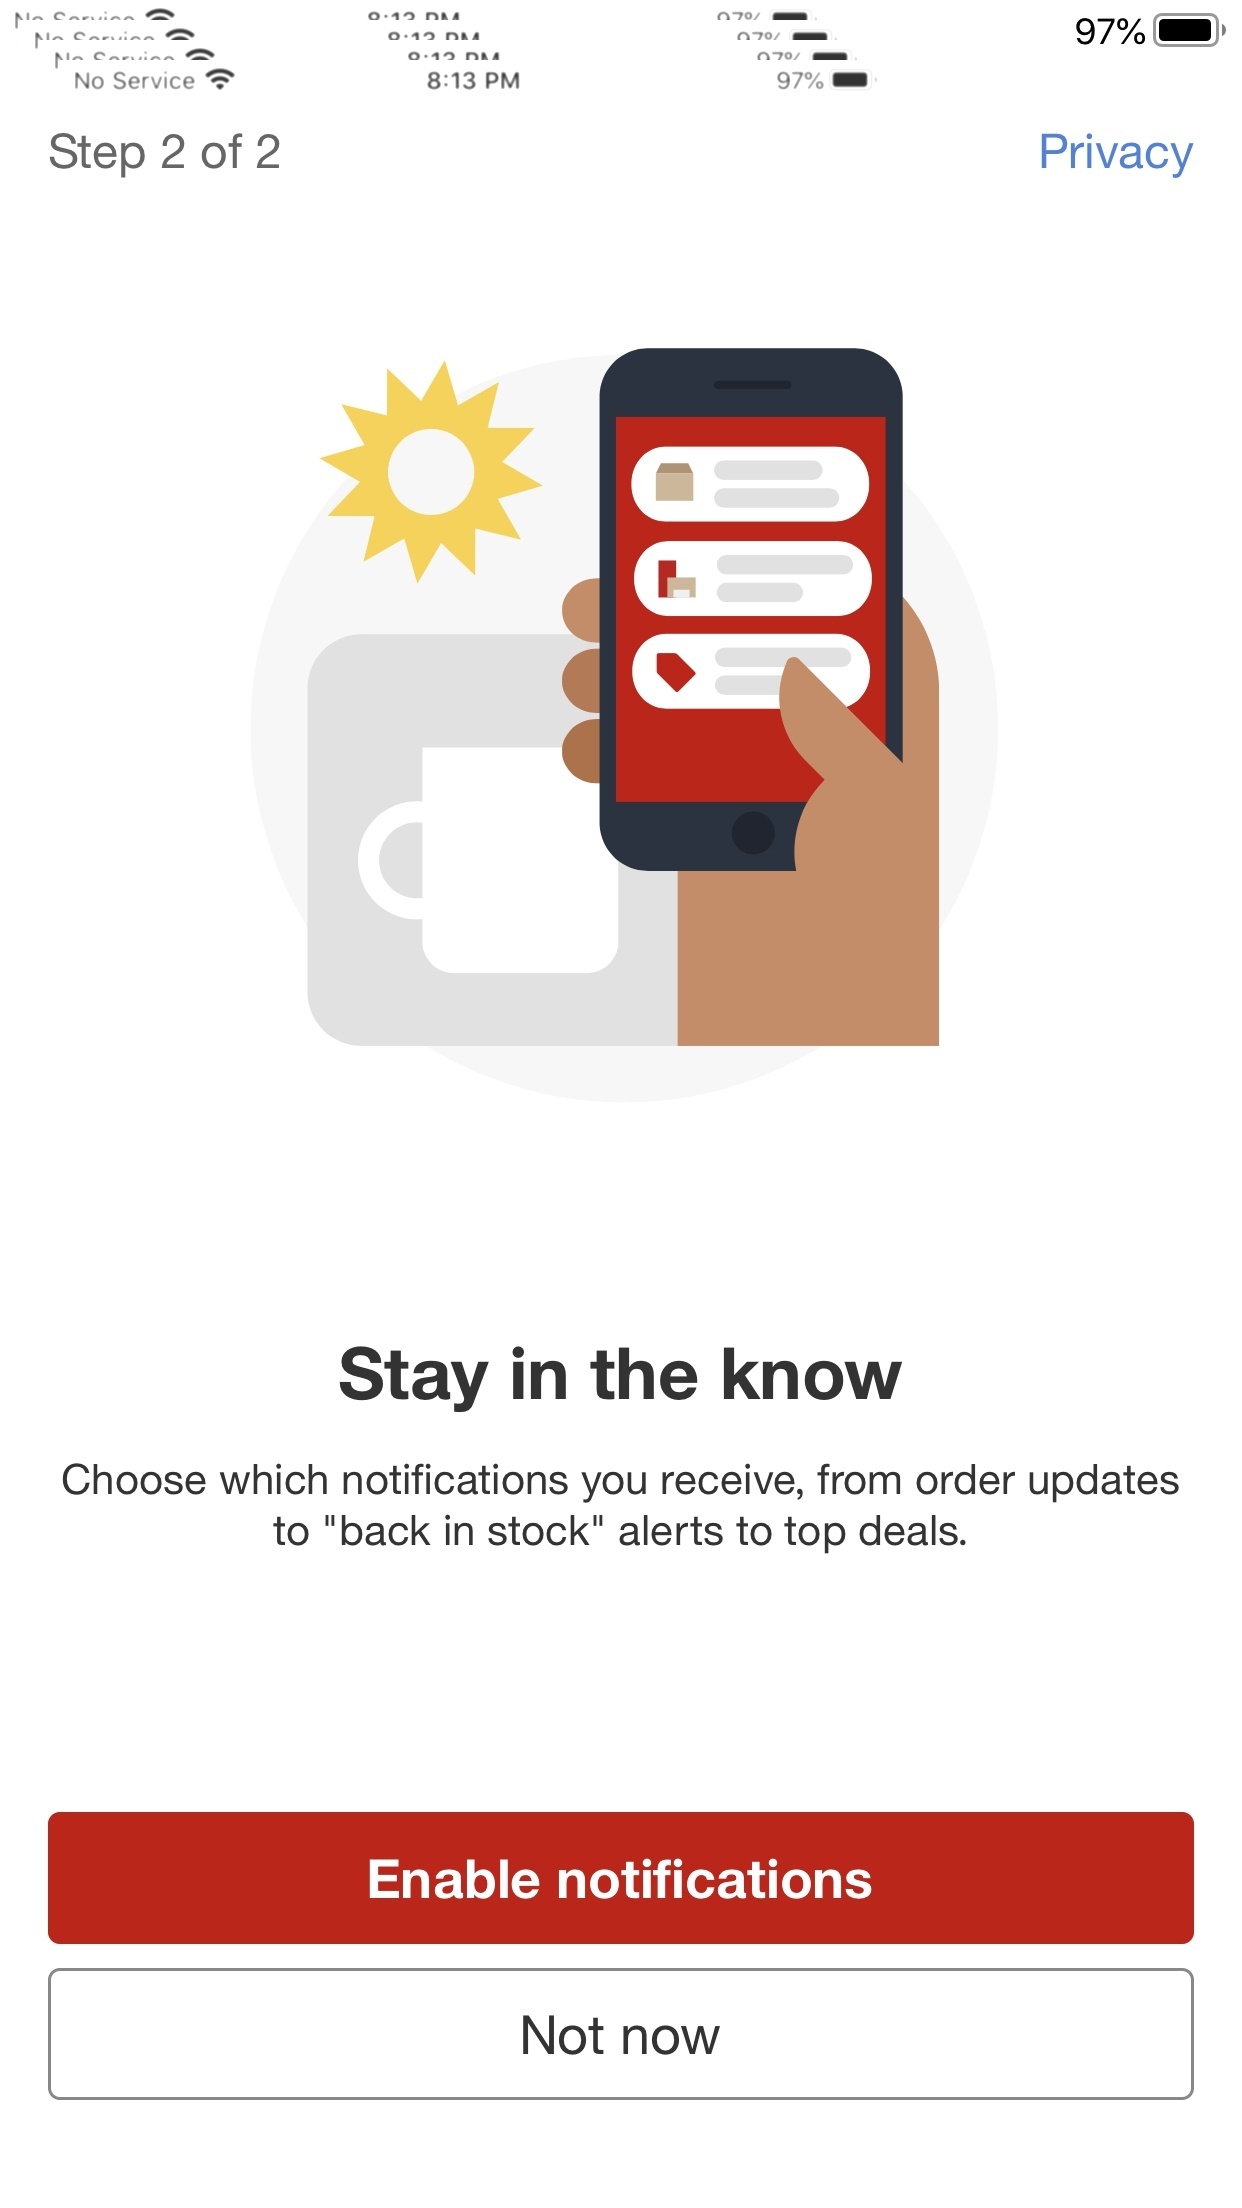 No Service 8:13 PM 97% 97%
No Service 8:13 PM 97%
No Service 8:13 PM 97%
No Service 8:13 PM 97%
Step 2 of 2 Privacy
Stay in the know
Choose which notifications you receive, from order updates
to "back in stock" alerts to top deals.
Enable notifications
Not now